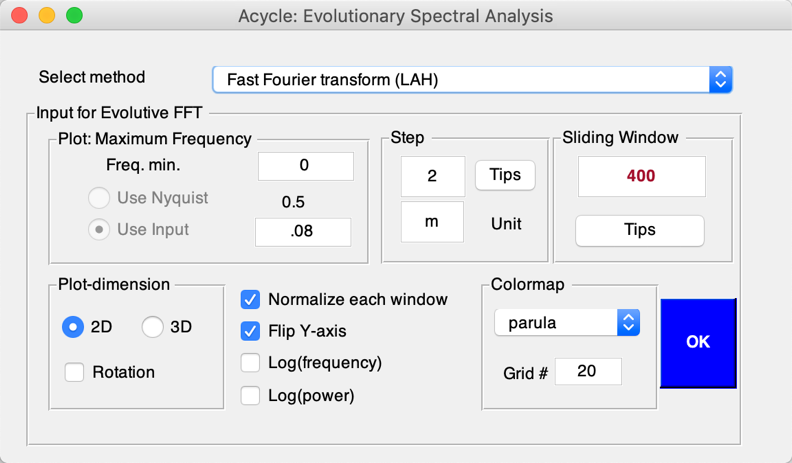 Acycle: Evolutionary Spectral Analysis
Select method
Fast Fourier transform (LAH)
Input for Evolutive FFT
Plot: Maximum Frequency
Freq. min.
0
Use Nyquist
0.5
Use Input
.08
Step
2
Tips
m
Unit
Sliding Window
400
Tips
Plot-dimension
2D
3D
Rotation
Normalize each window
Flip Y-axis
Log(frequency)
Log(power)
Colormap
parula
Grid #
20
OK